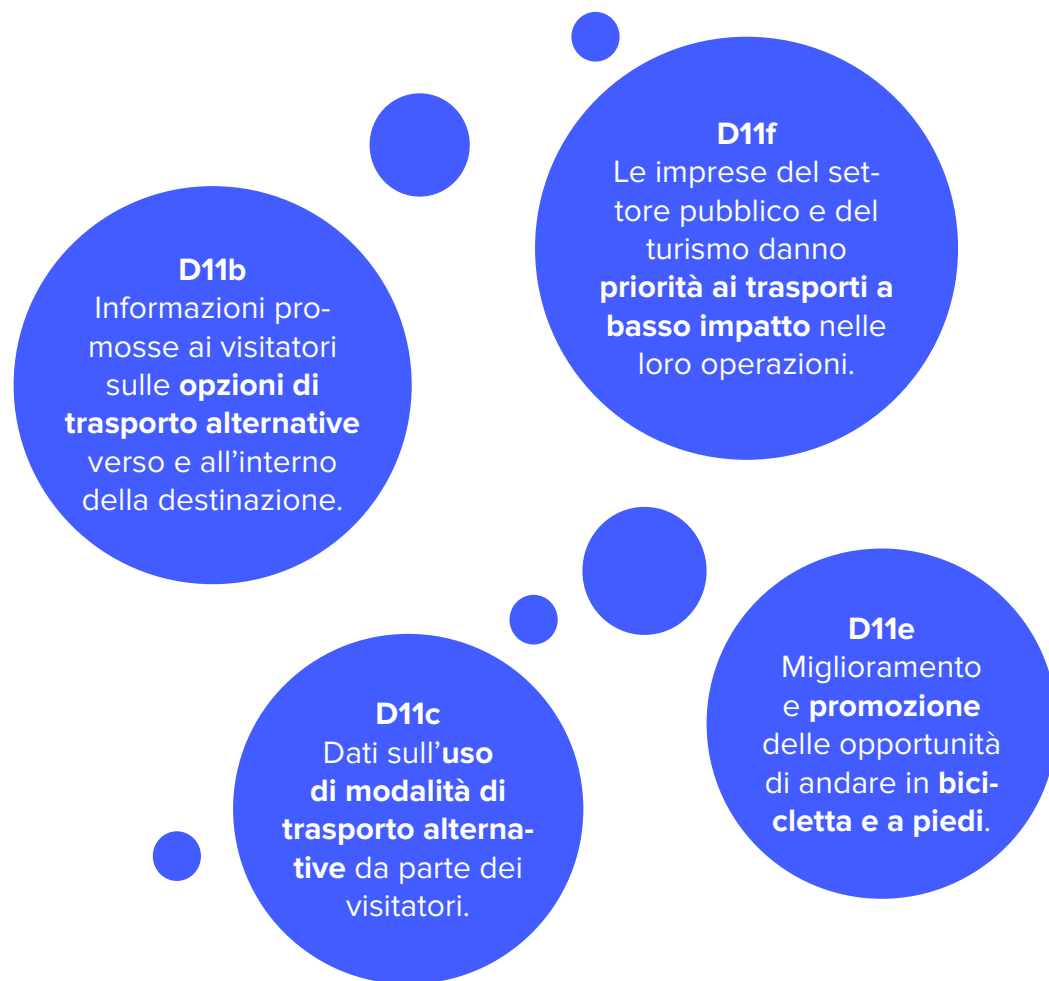 D11f
Le imprese del set-
tore pubblico e del
turismo danno
priorità ai trasporti a
basso impatto nelle
loro operazioni.
D11b
Informazioni pro-
mosse ai visitatori
sulle opzioni di
trasporto alternative
verso e all’interno
della destinazione.
D11e
Miglioramento
e promozione
delle opportunità
di andare in bici-
cletta e a piedi.
D11c
Dati sull’uso
di modalità di
trasporto alterna-
tive da parte dei
visitatori.